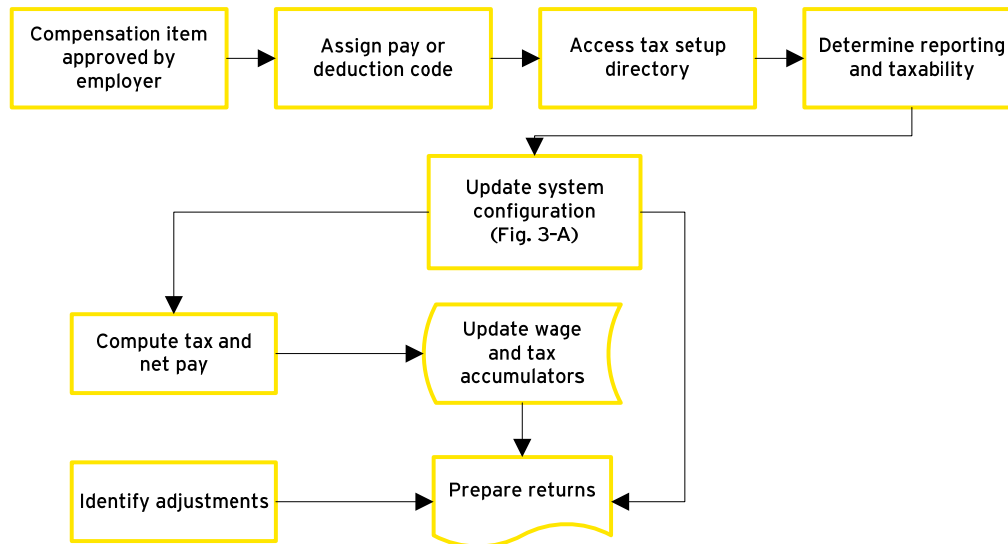 Compensation item
approved by
employer
Assign pay or
deduction code
Access tax setup
directory
Determine reporting
and taxability
Update system
configuration
(Fig. 3-A)
Compute tax and
net pay
Update wage
and tax
accumulators
Identify adjustments
Prepare returns